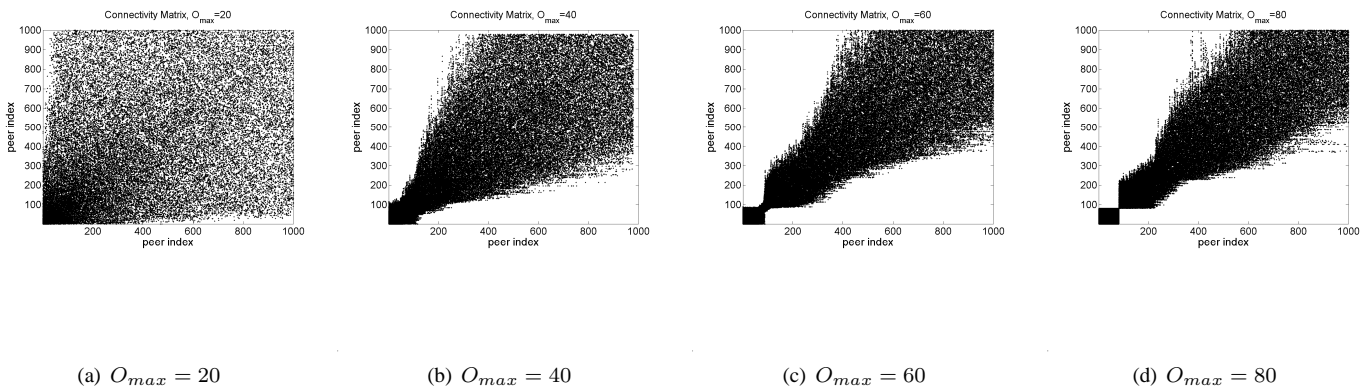 Connectivity Matrix, O_max=20
1000
900
800
700
600
500
400
300
200
100
peer index
200 400 600 800 1000
peer index
(a) O_max = 20
Connectivity Matrix, O_max=40
1000
900
800
700
600
500
400
300
200
100
peer index
200 400 600 800 1000
peer index
(b) O_max = 40
Connectivity Matrix, O_max=60
1000
900
800
700
600
500
400
300
200
100
peer index
200 400 600 800 1000
peer index
(c) O_max = 60
Connectivity Matrix, O_max=80
1000
900
800
700
600
500
400
300
200
100
peer index
200 400 600 800 1000
peer index
(d) O_max = 80